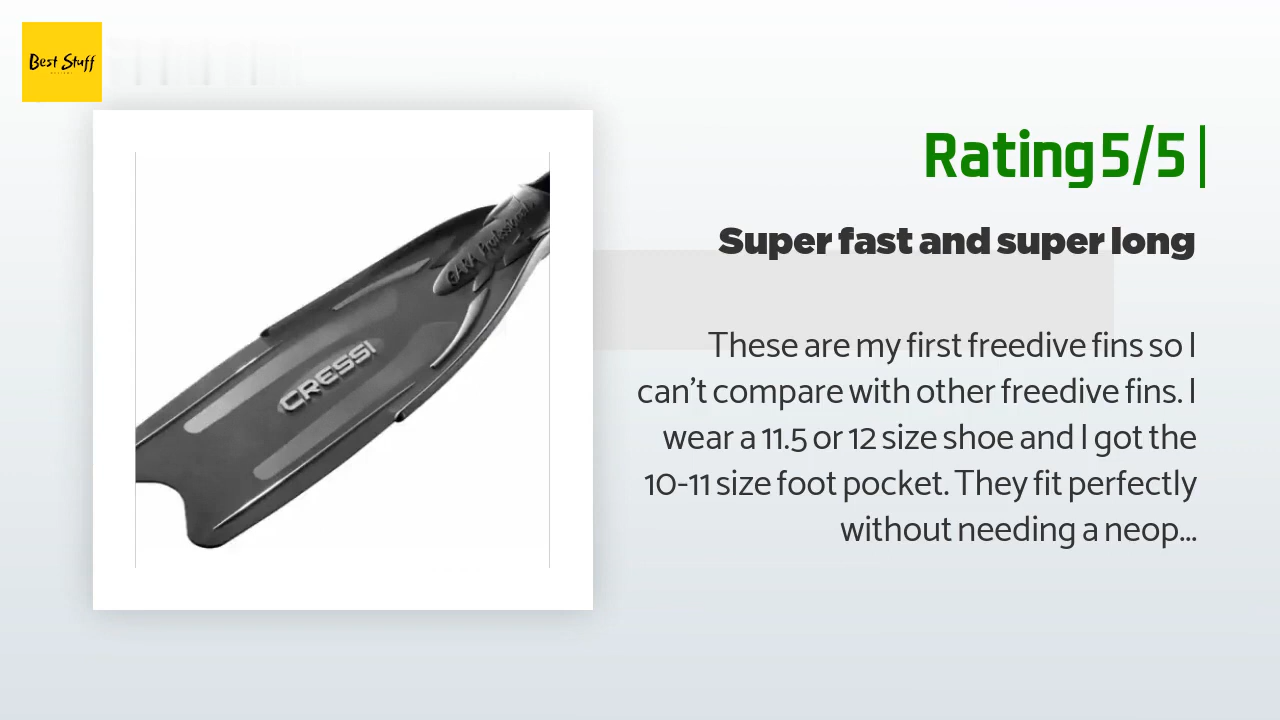 Best Stuff
Rating 5/5 |
Super fast and super long
GARA Professional
CRESSI
These are my first freedive fins so I
can't compare with other freedive fins. I
wear a 11.5 or 12 size shoe and I got the
10-11 size foot pocket. They fit perfectly
without needing a neop...